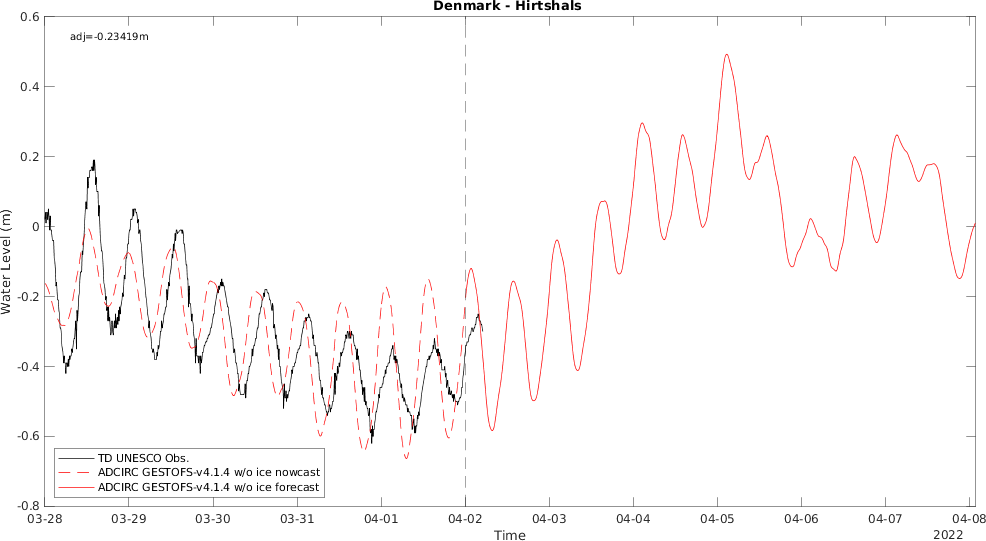 Denmark - Hirtshals
adj=-0.23419m
0.6
0.4
0.2
0
-0.2
-0.4
-0.6
-0.8
Water Level (m)
TD UNESCO Obs.
ADCIRC GESTOFS-v4.1.4 w/o ice nowcast
ADCIRC GESTOFS-v4.1.4 w/o ice forecast
03-28 03-29 03-30 03-31 04-01 04-02 04-03 04-04 04-05 04-06 04-07 04-08
Time
2022